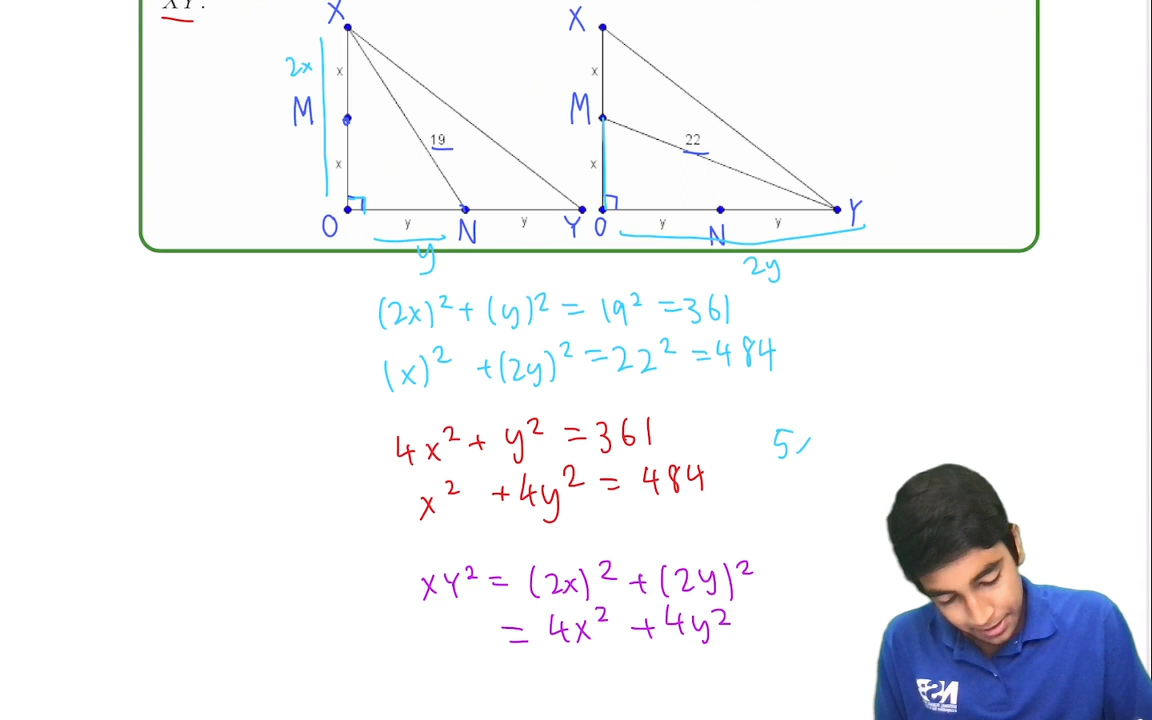 XY.
X X
2x x x
M M
19 22
x x
O y N y Y O y N y Y
y 2y
(2x)² + (y)² = 19² = 361
(x)² + (2y)² = 22² = 484
4x² + y² = 361 5
x² + 4y² = 484
XY² = (2x)² + (2y)²
= 4x² + 4y²